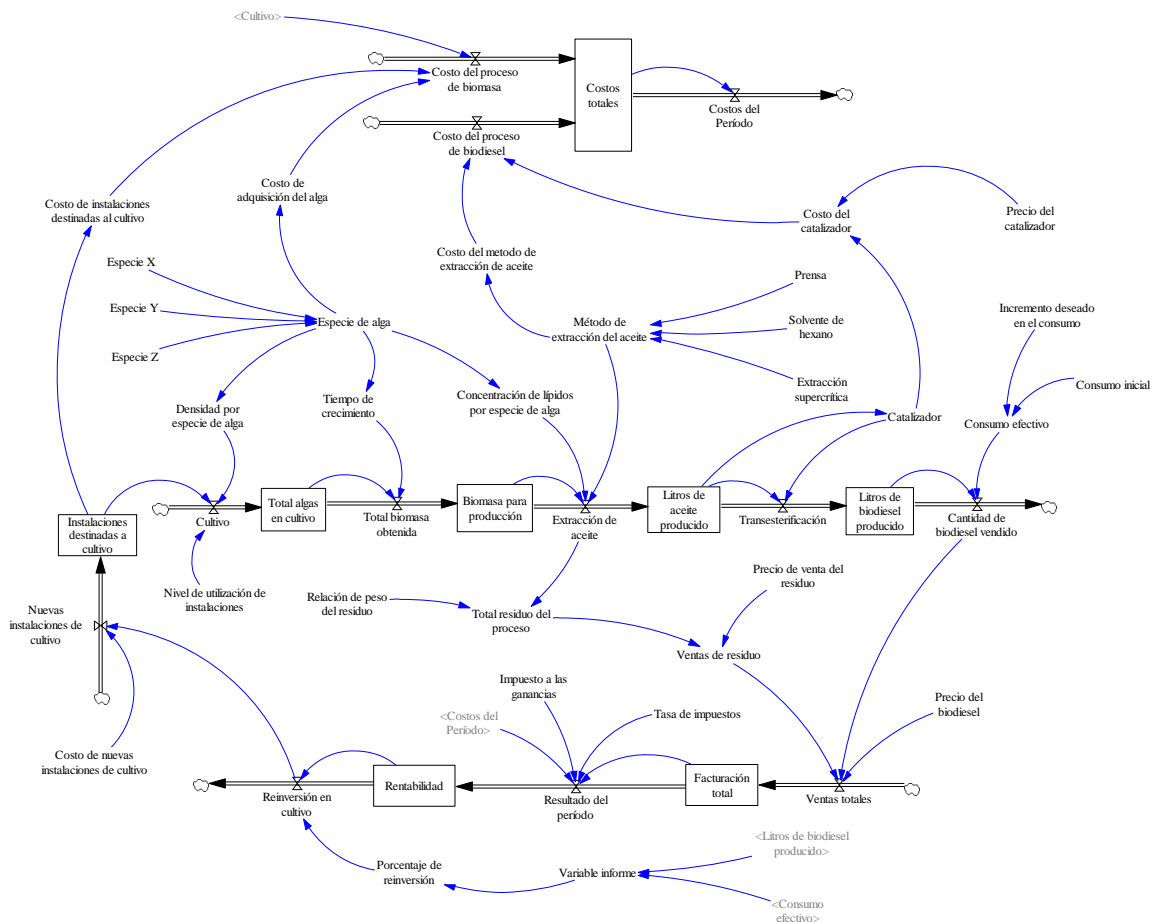 <Cultivo>
Costo del proceso
de biomasa
Costos
totales
Costos del
Período
Costo del proceso
de biodiesel
Costo de
adquisición del alga
Costo de instalaciones
destinadas al cultivo
Costo del
catalizador
Precio del
catalizador
Costo del metodo de
extracción de aceite
Especie X
Especie Y
Especie Z
Especie de alga
Prensa
Método de
extracción del aceite
Solvente de
hexano
Extracción
supercrítica
Incremento deseado
en el consumo
Consumo inicial
Consumo efectivo
Densidad por
especie de alga
Tiempo de
crecimiento
Concentración de lípidos
por especie de alga
Catalizador
Instalaciones
destinadas a
cultivo
Cultivo
Total algas
en cultivo
Total biomasa
obtenida
Biomasa para
producción
Extracción de
aceite
Litros de
aceite
producido
Transesterificación
Litros de
biodiesel
producido
Cantidad de
biodiesel vendido
Nivel de utilización de
instalaciones
Nuevas
instalaciones de
cultivo
Relación de peso
del residuo
Total residuo del
proceso
Precio de venta del
residuo
Ventas de residuo
Impuesto a las
ganancias
<Costos del
Período>
Tasa de impuestos
Precio del
biodiesel
Costo de nuevas
instalaciones de cultivo
Reinversión en
cultivo
Rentabilidad
Resultado del
período
Facturación
total
Ventas totales
Porcentaje de
reinversión
Variable informe
<Litros de biodiesel
producido>
<Consumo
efectivo>